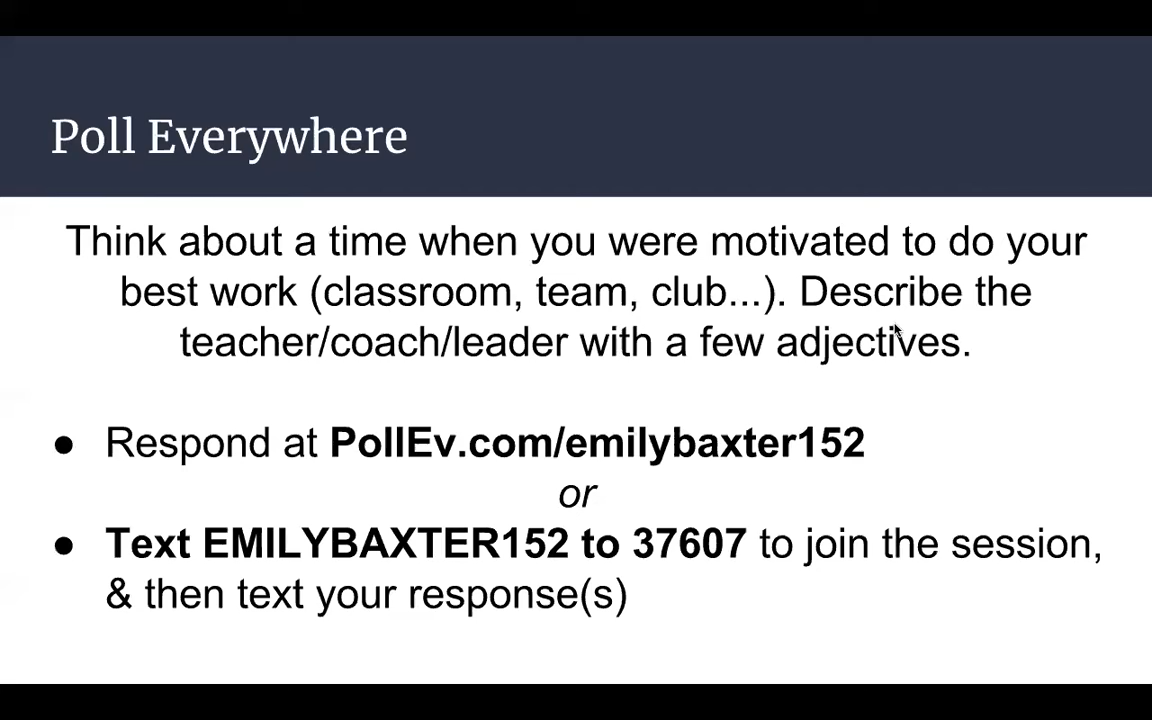 Poll Everywhere
Think about a time when you were motivated to do your
best work (classroom, team, club...). Describe the
teacher/coach/leader with a few adjectives.
● Respond at PollEv.com/emilybaxter152
or
● Text EMILYBAXTER152 to 37607 to join the session,
& then text your response(s)